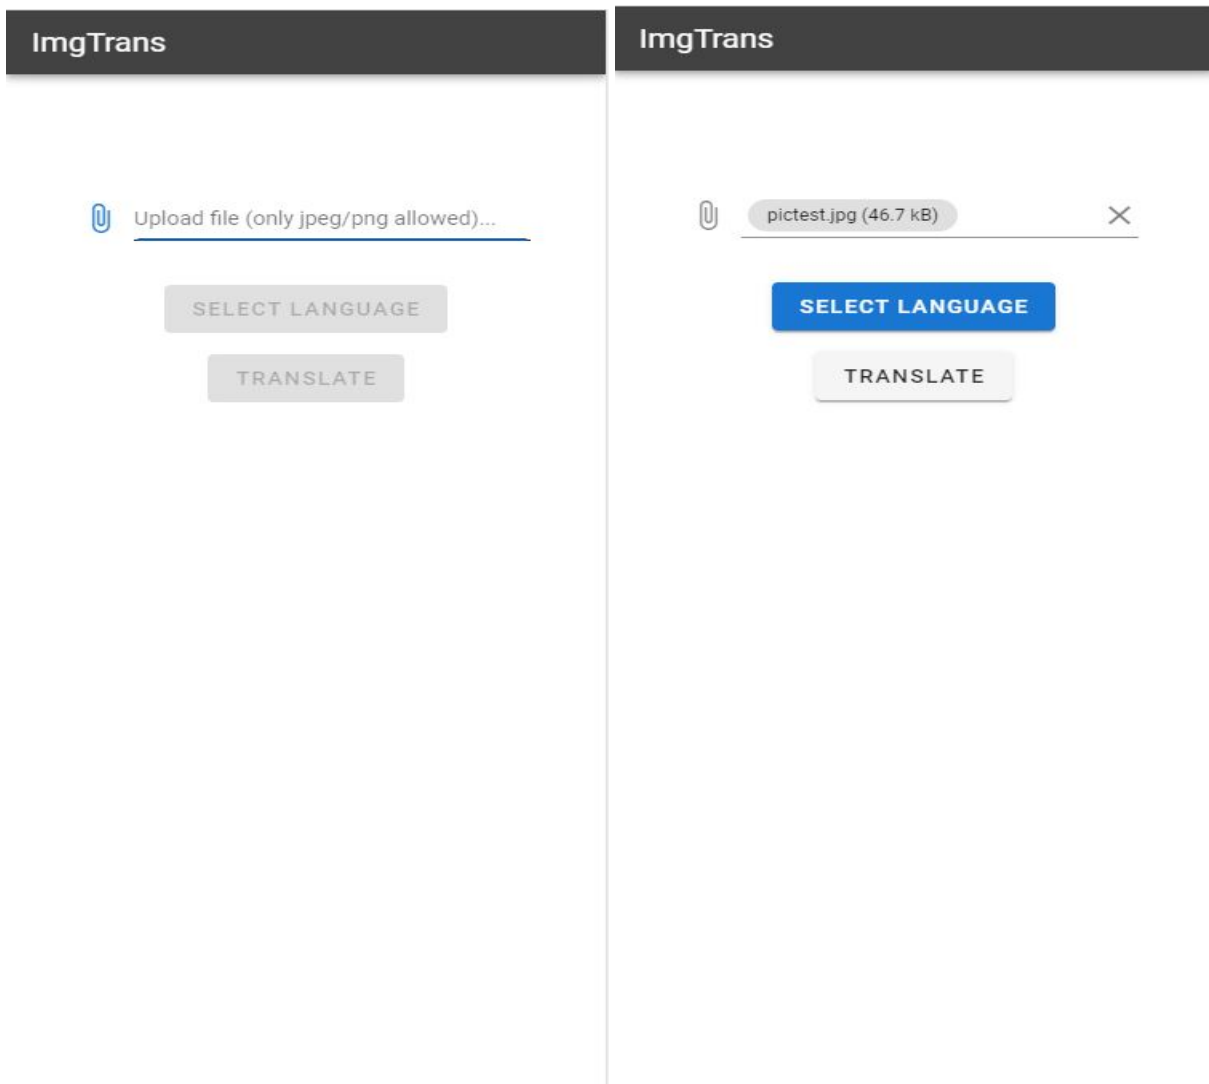 ImgTrans
Upload file (only jpeg/png allowed)...
SELECT LANGUAGE
TRANSLATE
ImgTrans
pictest.jpg (46.7 kB)
SELECT LANGUAGE
TRANSLATE